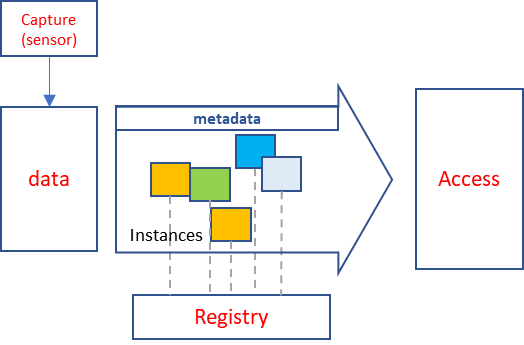 Capture
(sensor)
data
metadata
Instances
Access
Registry